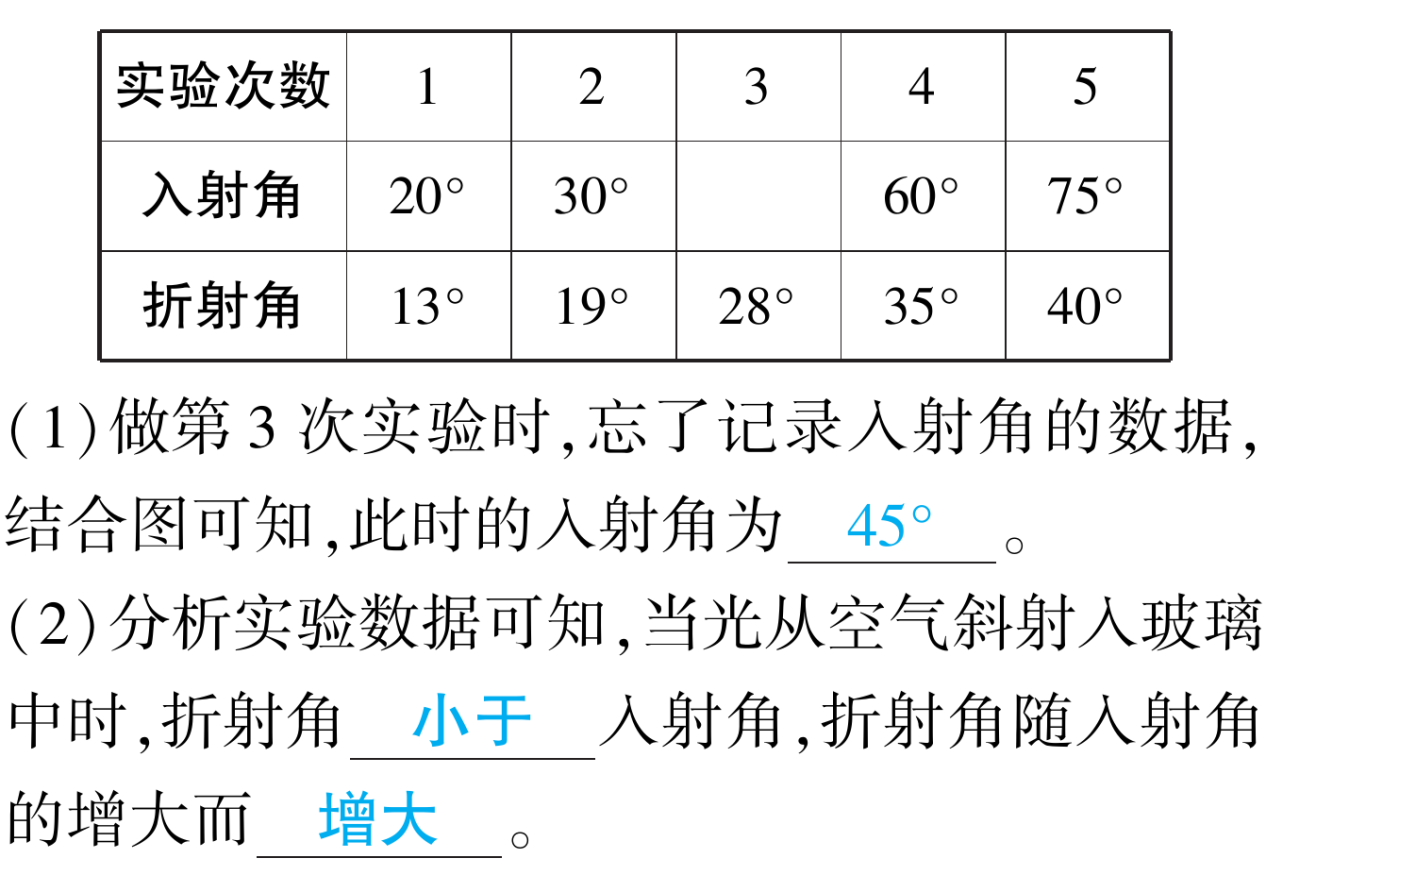 实验次数 1 2 3 4 5
入射角 20° 30° 60° 75°
折射角 13° 19° 28° 35° 40°
(1)做第 3 次实验时,忘了记录入射角的数据,
结合图可知,此时的入射角为 45° 。
(2)分析实验数据可知,当光从空气斜射入玻璃
中时,折射角 小于 入射角,折射角随入射角
的增大而 增大 。